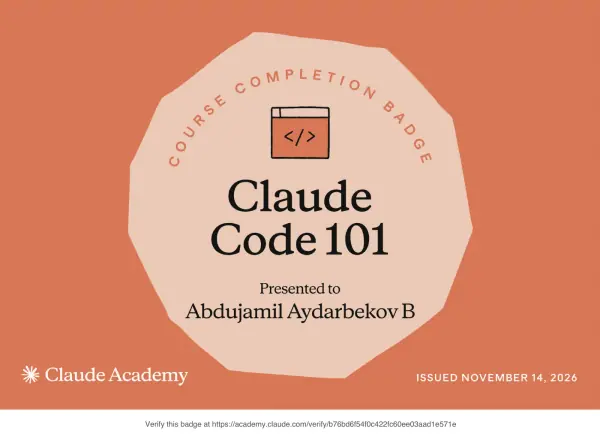 COURSE COMPLETION BADGE
</>
Claude
Code 101
Presented to
Abdujamil Aydarbekov B
Claude Academy
ISSUED NOVEMBER 14, 2026
Verify this badge at https://academy.claude.com/verify/b76bd6f54f0c422fc60ee03aad1e571e